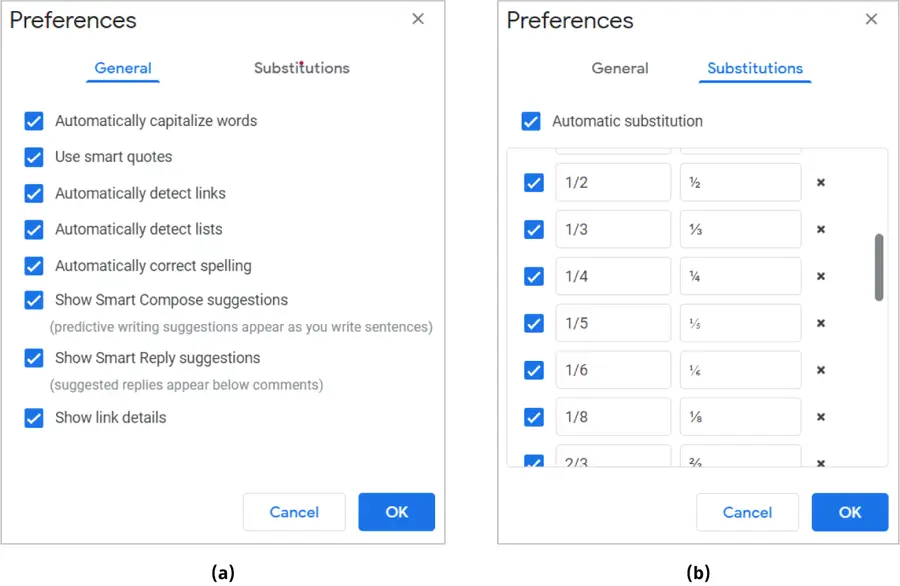 Preferences ×
General Substitutions
Automatically capitalize words
Use smart quotes
Automatically detect links
Automatically detect lists
Automatically correct spelling
Show Smart Compose suggestions
(predictive writing suggestions appear as you write sentences)
Show Smart Reply suggestions
(suggested replies appear below comments)
Show link details
Cancel OK
(a)
Preferences ×
General Substitutions
Automatic substitution
1/2 ½ ×
1/3 ⅓ ×
1/4 ¼ ×
1/5 ⅕ ×
1/6 ⅙ ×
1/8 ⅛ ×
2/3 ⅔ ×
Cancel OK
(b)